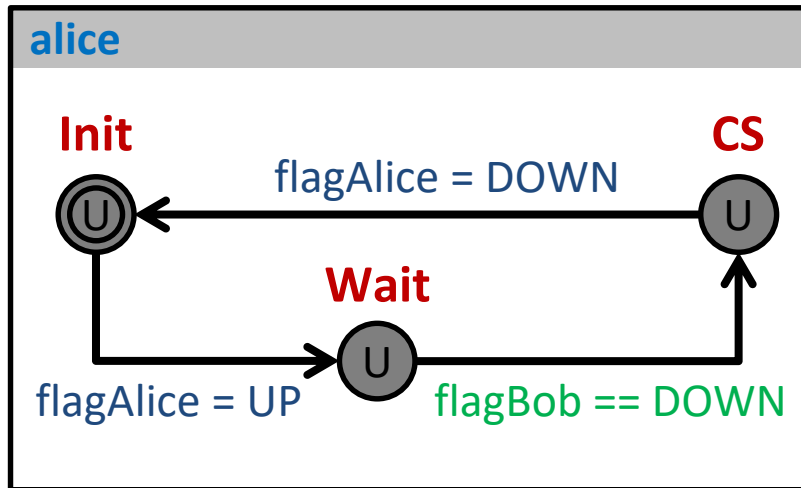 alice
Init
CS
flagAlice = DOWN
U
U
Wait
U
flagAlice = UP
flagBob == DOWN